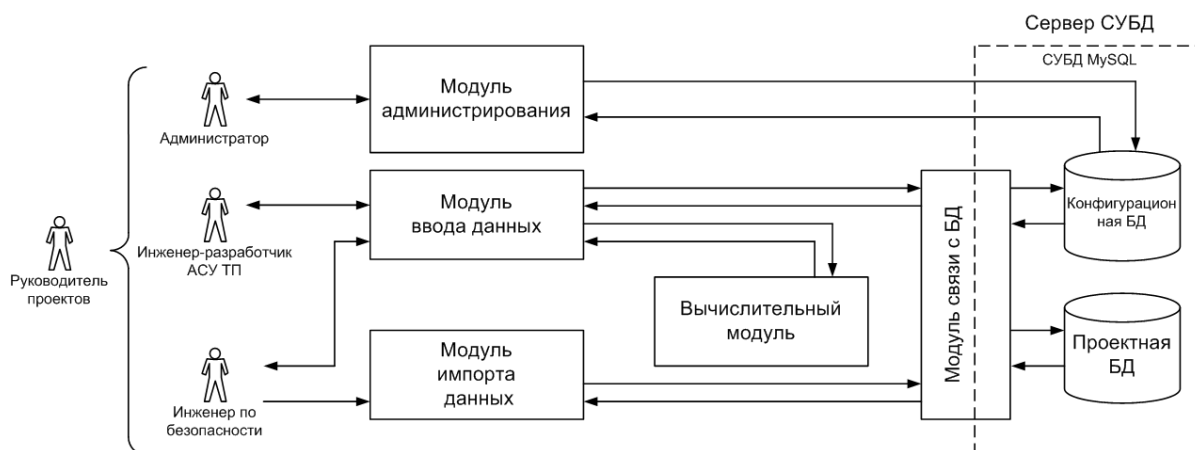 Сервер СУБД
СУБД MySQL
Модуль
администрирования
Администратор
Модуль
ввода данных
Инженер-разработчик
АСУ ТП
Руководитель
проектов
Конфигурацион
ная БД
Модуль связи с БД
Вычислительный
модуль
Проектная
БД
Модуль
импорта
данных
Инженер по
безопасности